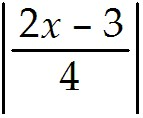 |2x – 3 / 4|